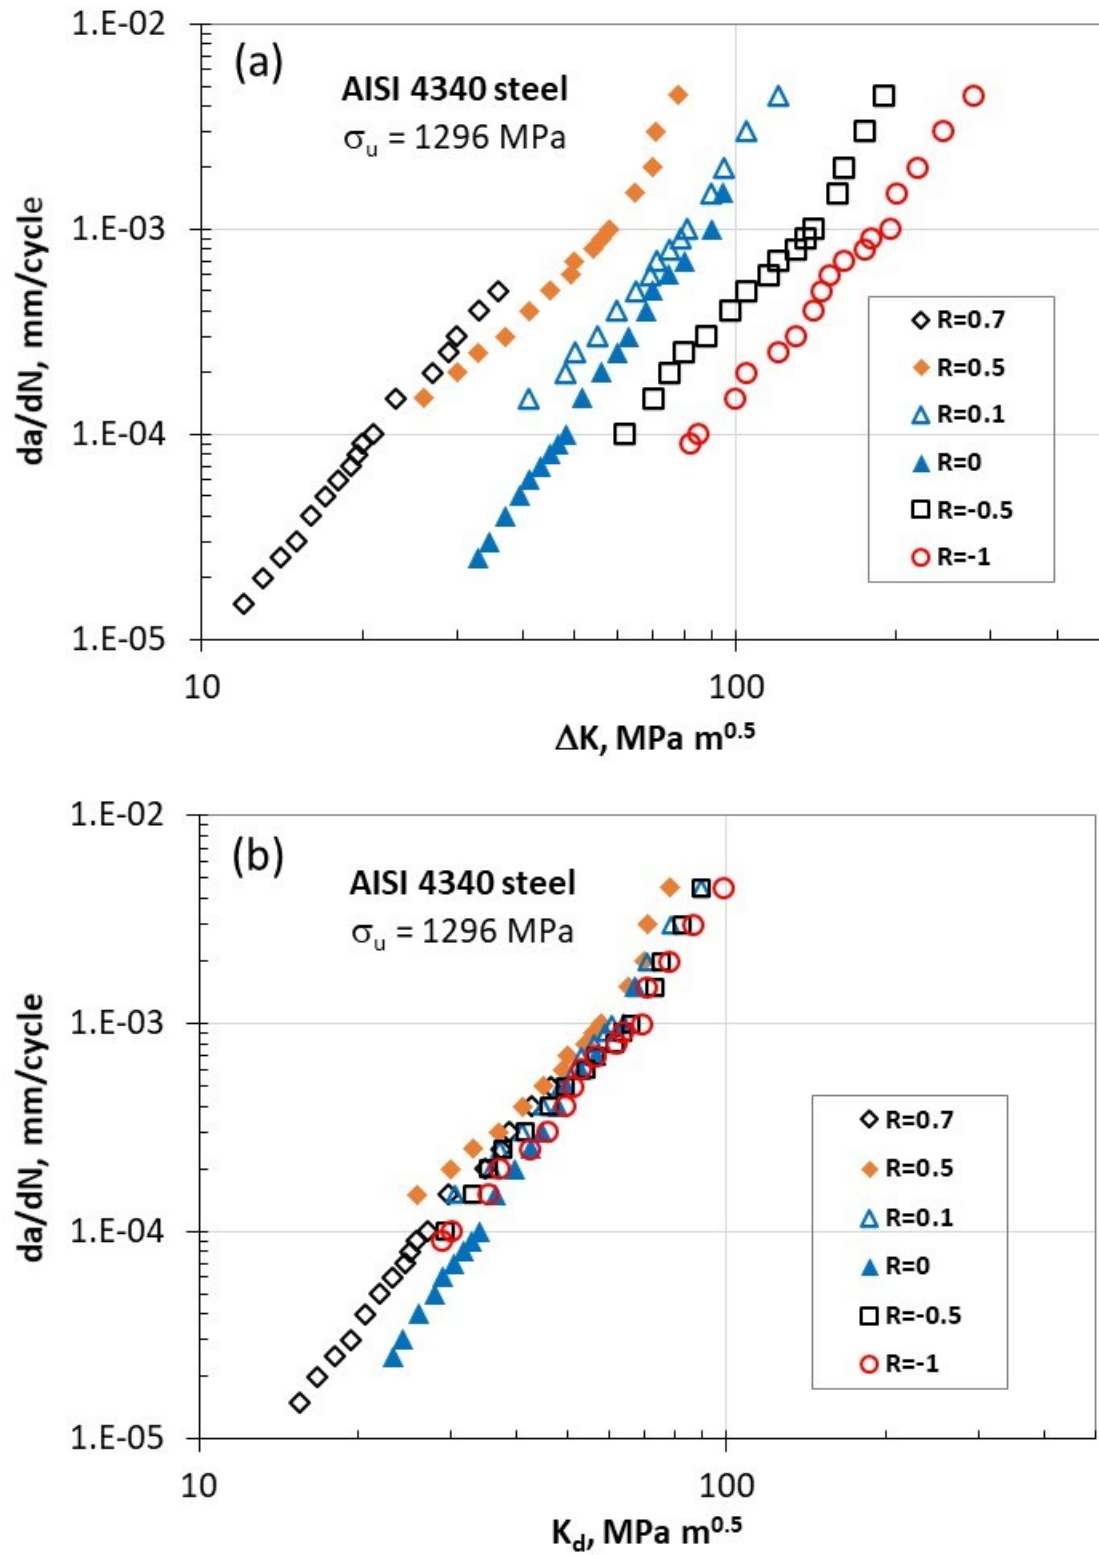 1.E-02
(a)
AISI 4340 steel
σu = 1296 MPa
1.E-03
da/dN, mm/cycle
R=0.7
R=0.5
R=0.1
1.E-04
R=0
R=-0.5
R=-1
1.E-05
10
100
ΔK, MPa m0.5
1.E-02
(b)
AISI 4340 steel
σu = 1296 MPa
1.E-03
da/dN, mm/cycle
R=0.7
R=0.5
R=0.1
1.E-04
R=0
R=-0.5
R=-1
1.E-05
10
100
Kd, MPa m0.5